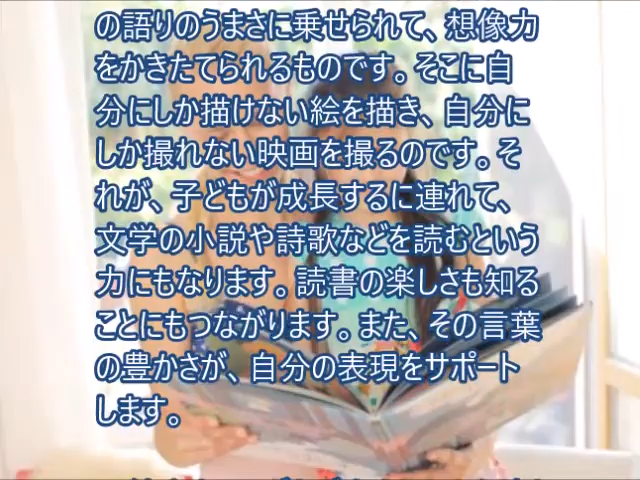 の語りのうまさに乗せられて、想像力
をかきたてられるものです。そこに自
分にしか描けない絵を描き、自分に
しか撮れない映画を撮るのです。そ
れが、子どもが成長するに連れて、
文学の小説や詩歌などを読むという
力にもなります。読書の楽しさも知る
ことにもつながります。また、その言葉
の豊かさが、自分の表現をサポート
します。